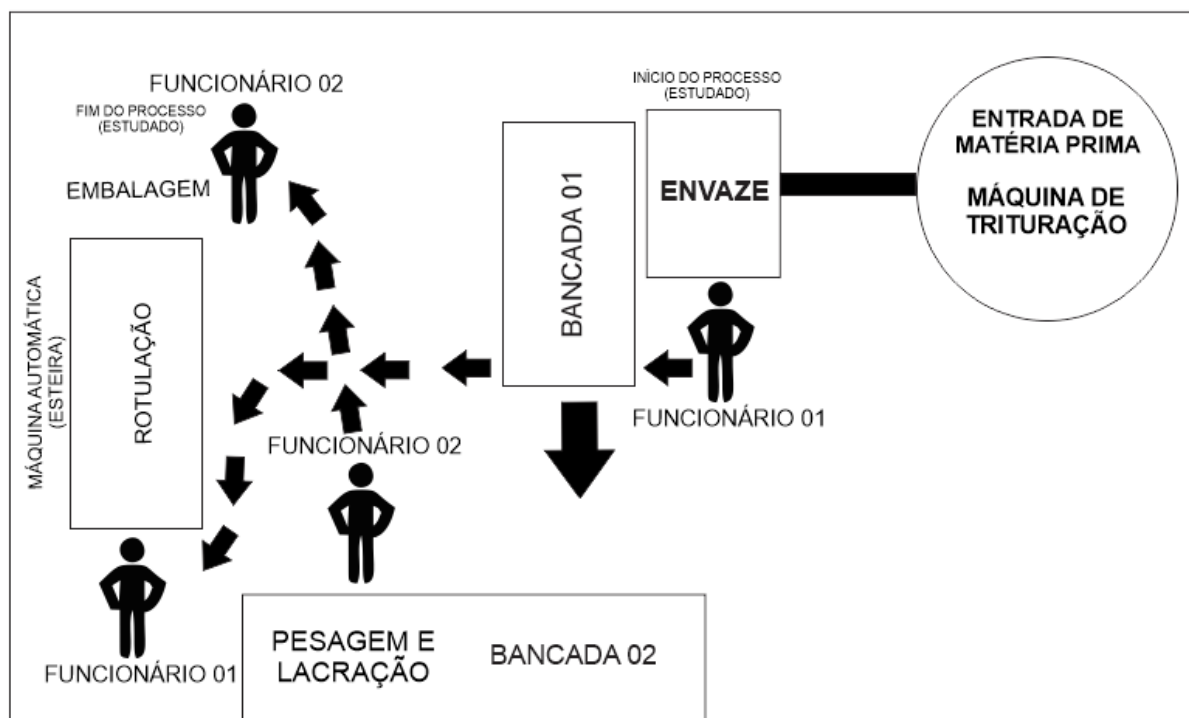 FUNCIONÁRIO 02
FIM DO PROCESSO
(ESTUDADO)
EMBALAGEM
INÌCIO DO PROCESSO
(ESTUDADO)
ENVAZE
BANCADA 01
ENTRADA DE
MATÉRIA PRIMA
MÁQUINA DE
TRITURAÇÃO
MÁQUINA AUTOMÁTICA
(ESTEIRA)
ROTULAÇÃO
FUNCIONÁRIO 01
FUNCIONÁRIO 02
FUNCIONÁRIO 01
PESAGEM E
LACRAÇÃO
BANCADA 02